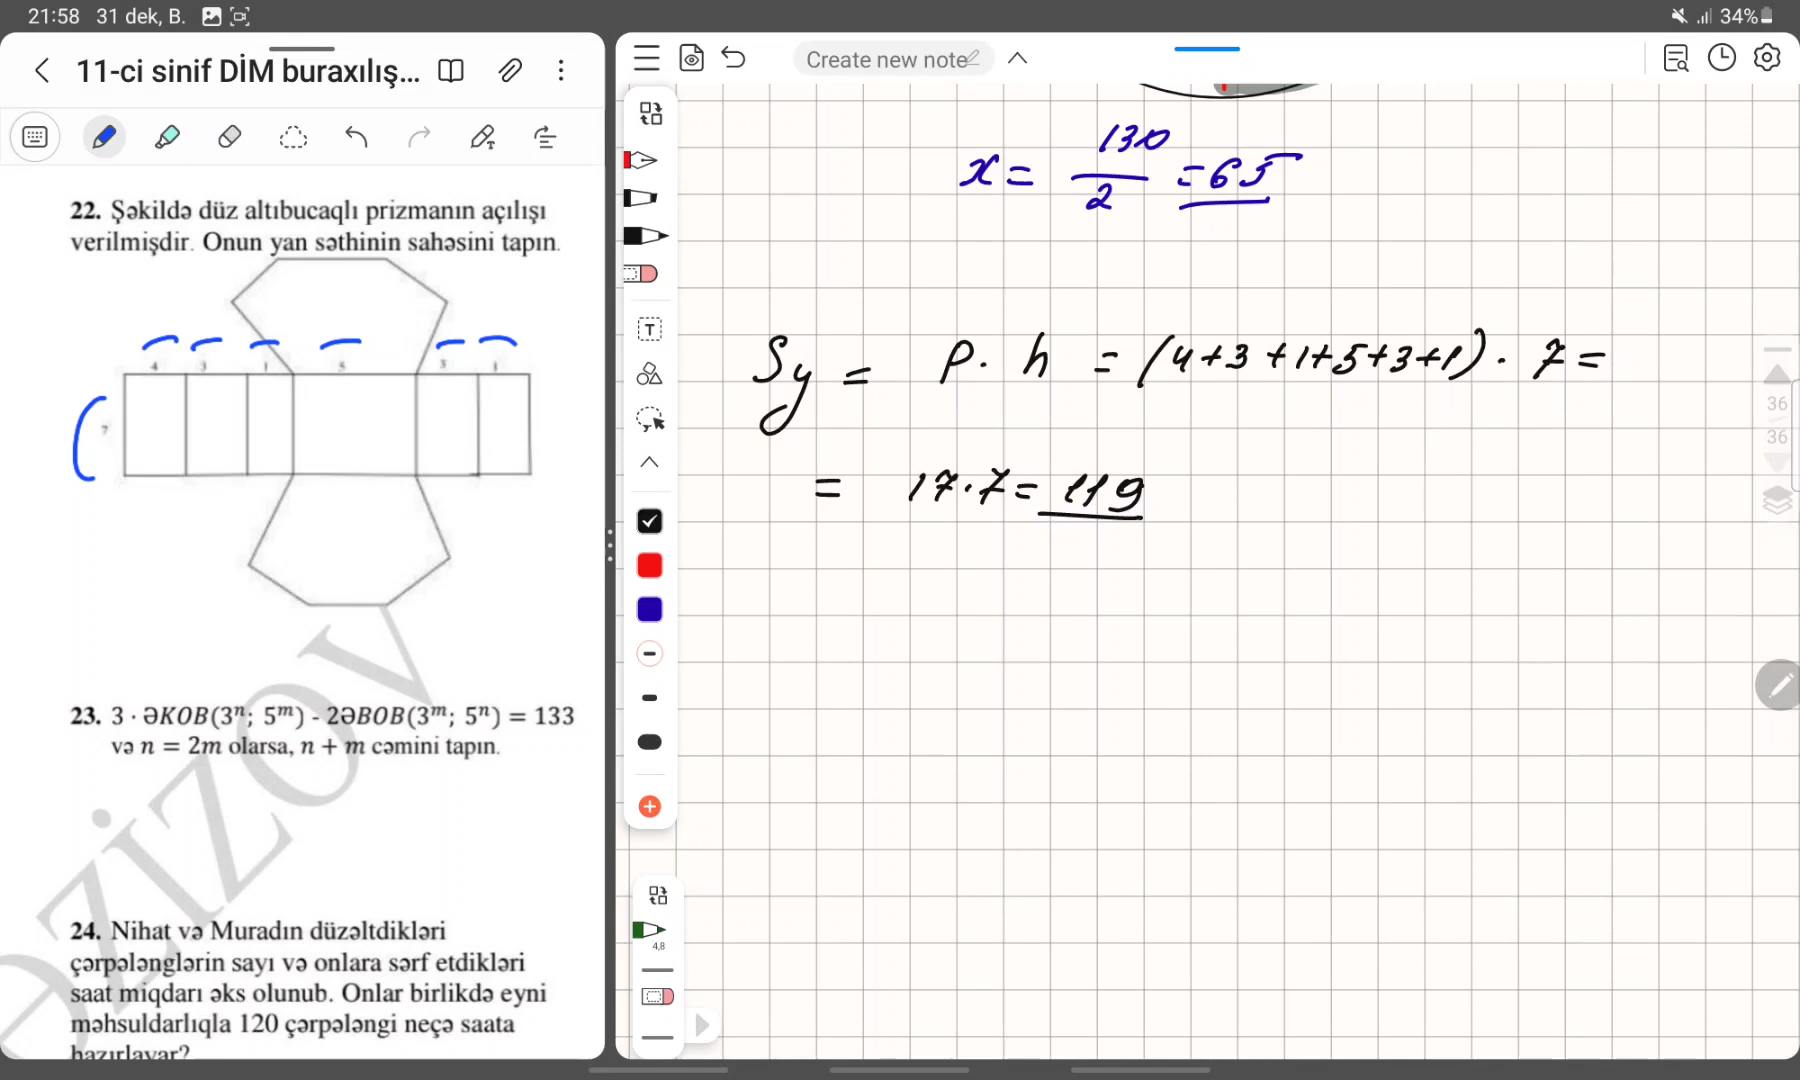 21:58 31 dek, B.
34%
11-ci sinif DİM buraxılış...
Create new note
22. Şəkildə düz altıbucaqlı prizmanın açılışı
verilmişdir. Onun yan səthinin sahəsini tapın.
4 3 1 5 3 1
7
23. 3 · ƏKOB(3ⁿ; 5ᵐ) - 2ƏBOB(3ᵐ; 5ⁿ) = 133
və n = 2m olarsa, n + m cəmini tapın.
24. Nihat və Muradın düzəltdikləri
çərpələnglərin sayı və onlara sərf etdikləri
saat miqdarı əks olunub. Onlar birlikdə eyni
məhsuldarlıqla 120 çərpələngi neçə saata
hazırlayar?
ƏZİZOV
T
4,8
x = 130/2 = 65
Sy = P. h = (4+3+1+5+3+1) · 7 =
= 17·7 = 119
36
36